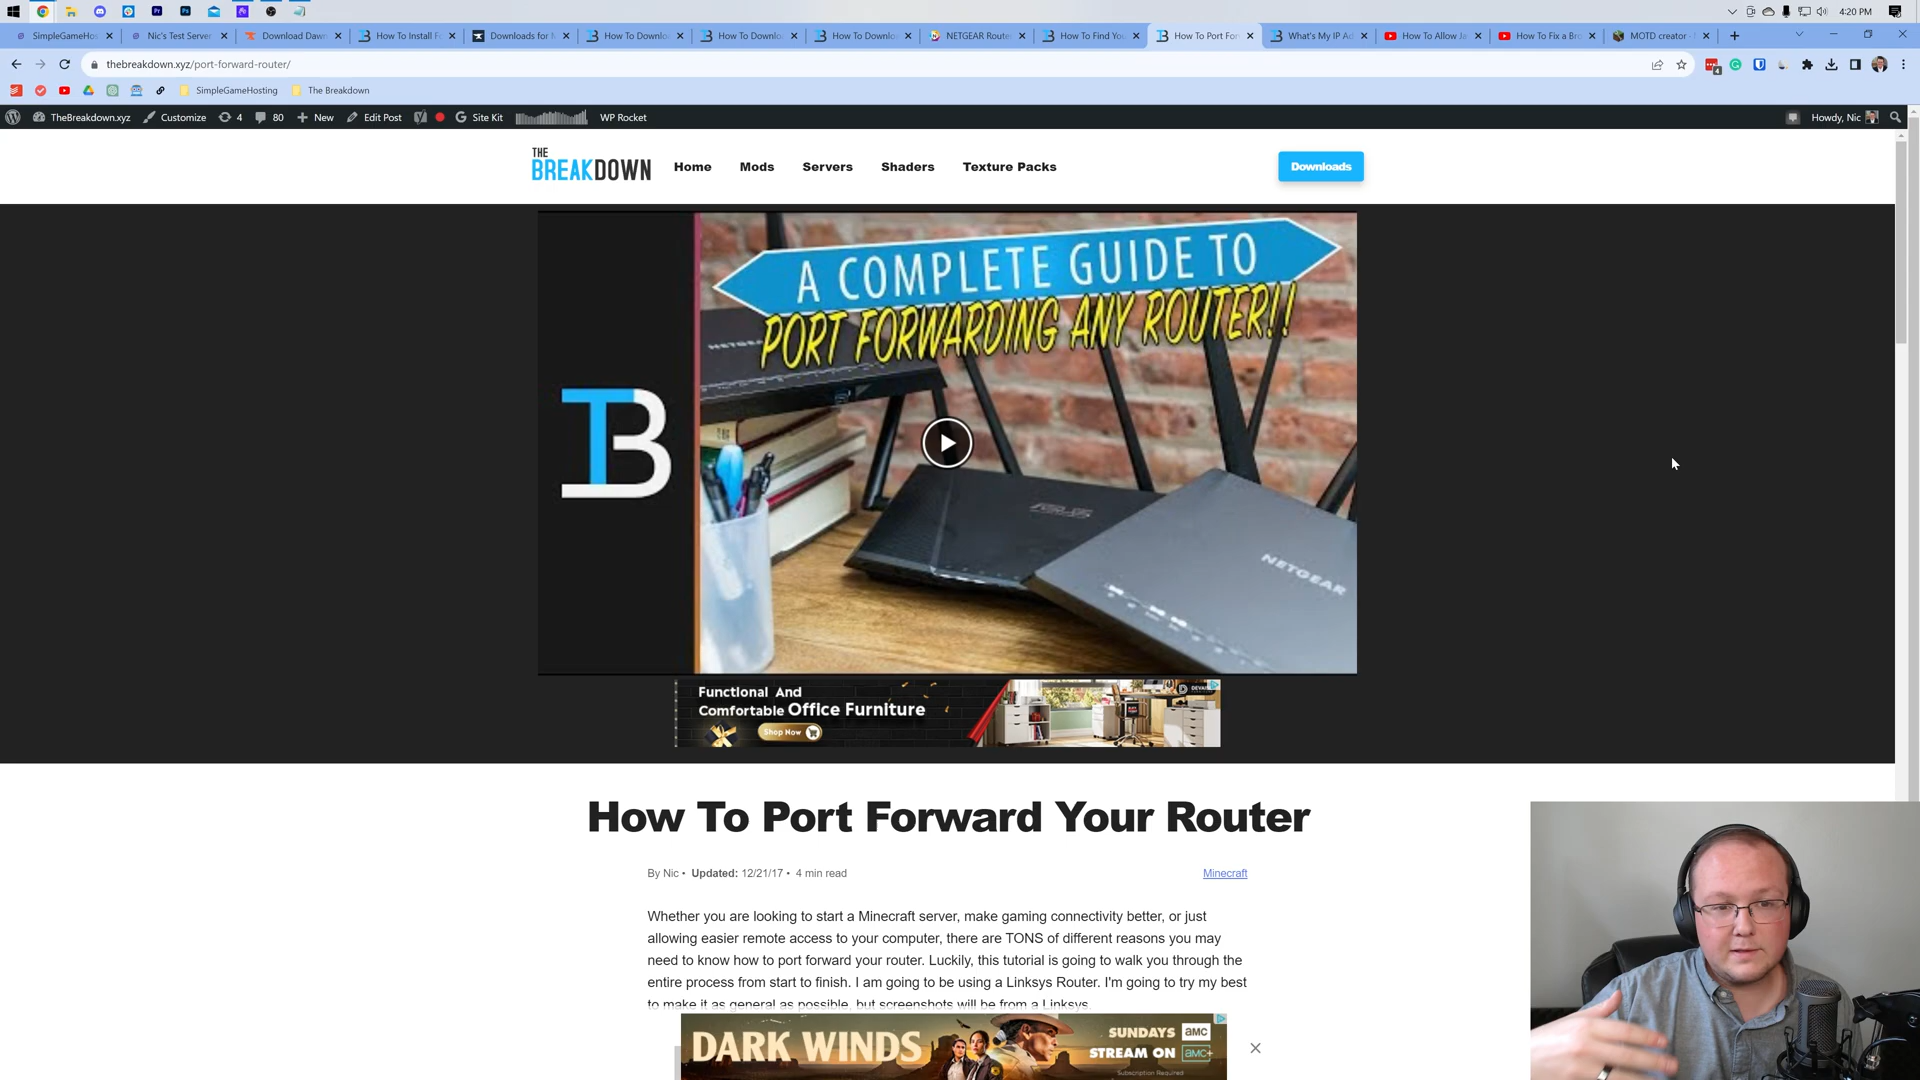 4:20 PM
SimpleGameHos
Nic's Test Server
Download Dawn
How To Install Fo
Downloads for M
How To Downlo
How To Downlo
How To Downlo
NETGEAR Router
How To Find You
How To Port For
What's My IP Ad
How To Allow Ja
How To Fix a Bro
MOTD creator -
thebreakdown.xyz/port-forward-router/
SimpleGameHosting
The Breakdown
TheBreakdown.xyz
Customize
4
80
New
Edit Post
Site Kit
WP Rocket
Howdy, Nic
THE
BREAKDOWN
Home
Mods
Servers
Shaders
Texture Packs
Downloads
A COMPLETE GUIDE TO
PORT FORWARDING ANY ROUTER!!
TB
ASUS
NETGEAR
Functional And
Comfortable Office Furniture
Shop Now
How To Port Forward Your Router
By Nic • Updated: 12/21/17 • 4 min read
Minecraft
Whether you are looking to start a Minecraft server, make gaming connectivity better, or just
allowing easier remote access to your computer, there are TONS of different reasons you may
need to know how to port forward your router. Luckily, this tutorial is going to walk you through the
entire process from start to finish. I am going to be using a Linksys Router. I'm going to try my best
to make it as general as possible, but screenshots will be from a Linksys.
DARK WINDS
SUNDAYS amc
STREAM ON amc+
Subscription Required